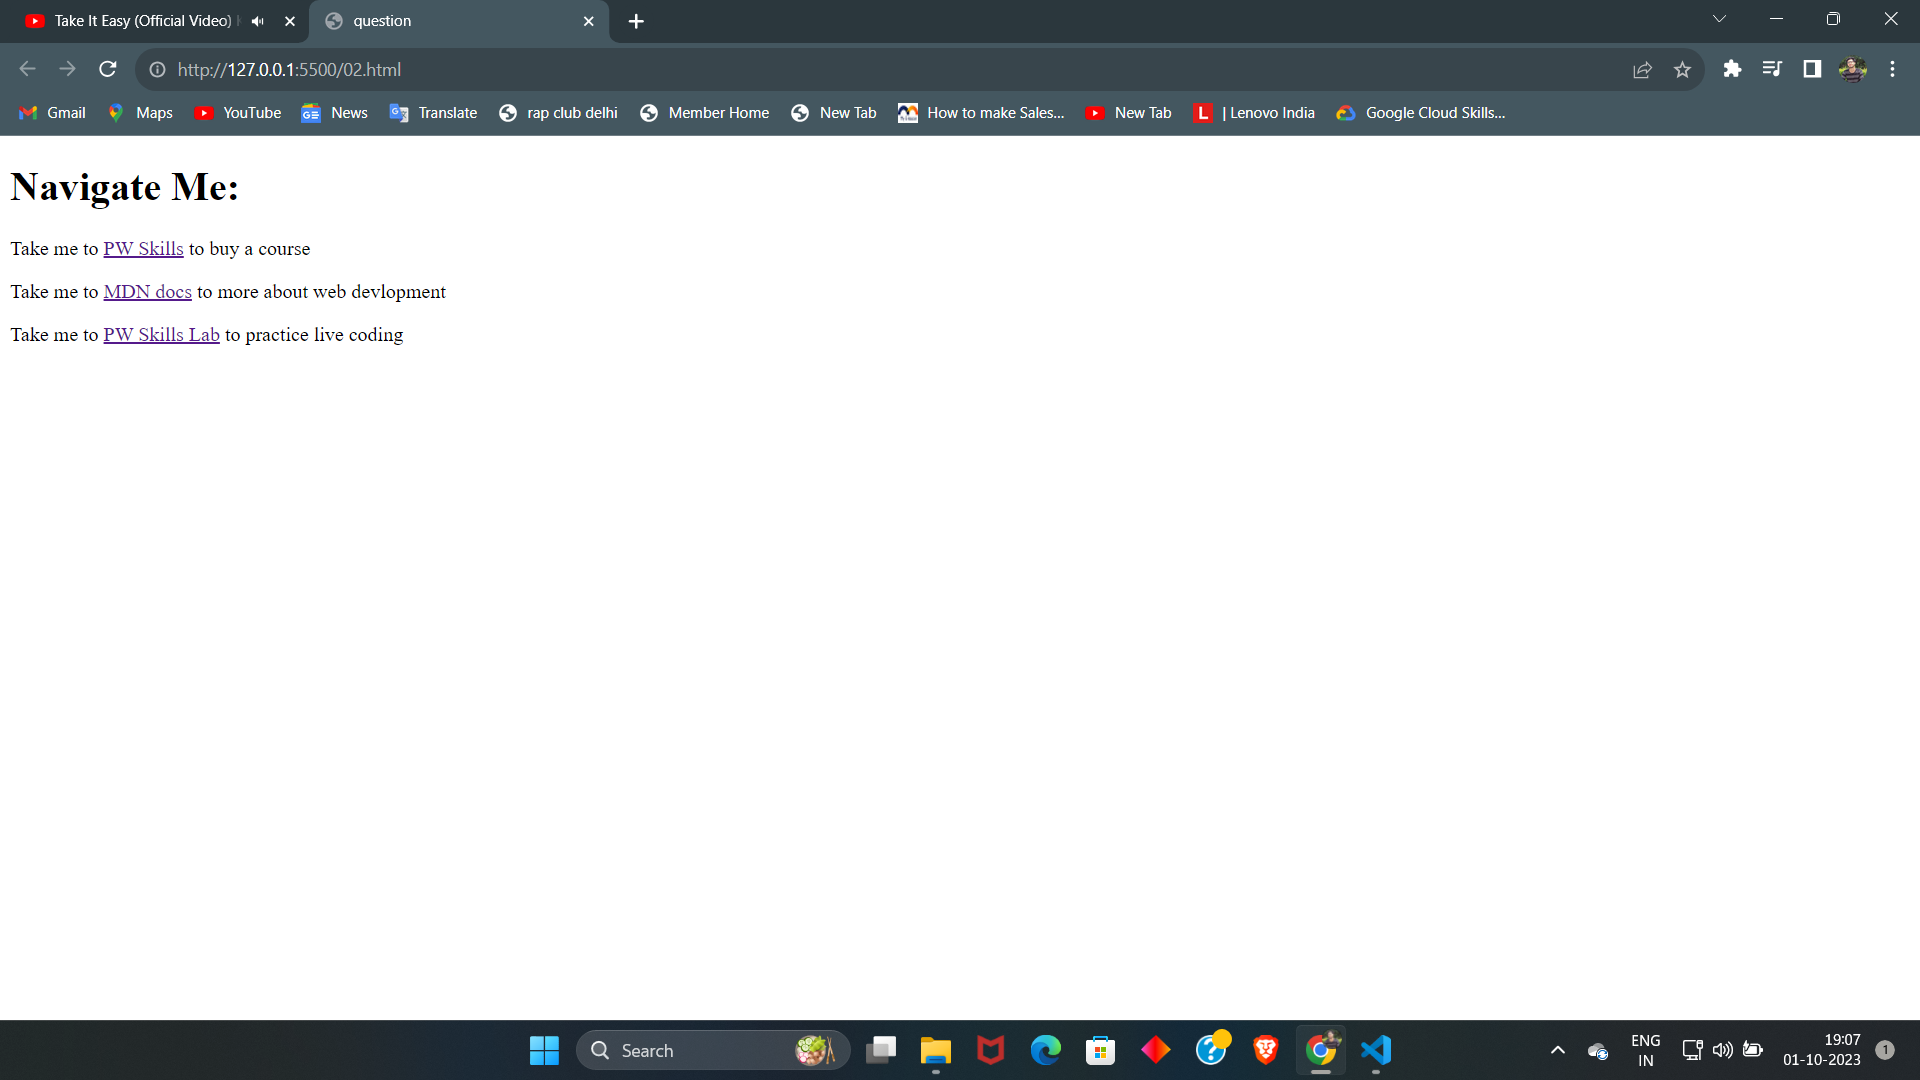 Take It Easy (Official Video)
question
http://127.0.0.1:5500/02.html
Gmail Maps YouTube News Translate rap club delhi Member Home New Tab How to make Sales... New Tab | Lenovo India Google Cloud Skills...
Navigate Me:
Take me to PW Skills to buy a course
Take me to MDN docs to more about web devlopment
Take me to PW Skills Lab to practice live coding
Search
ENG
IN
19:07
01-10-2023
1